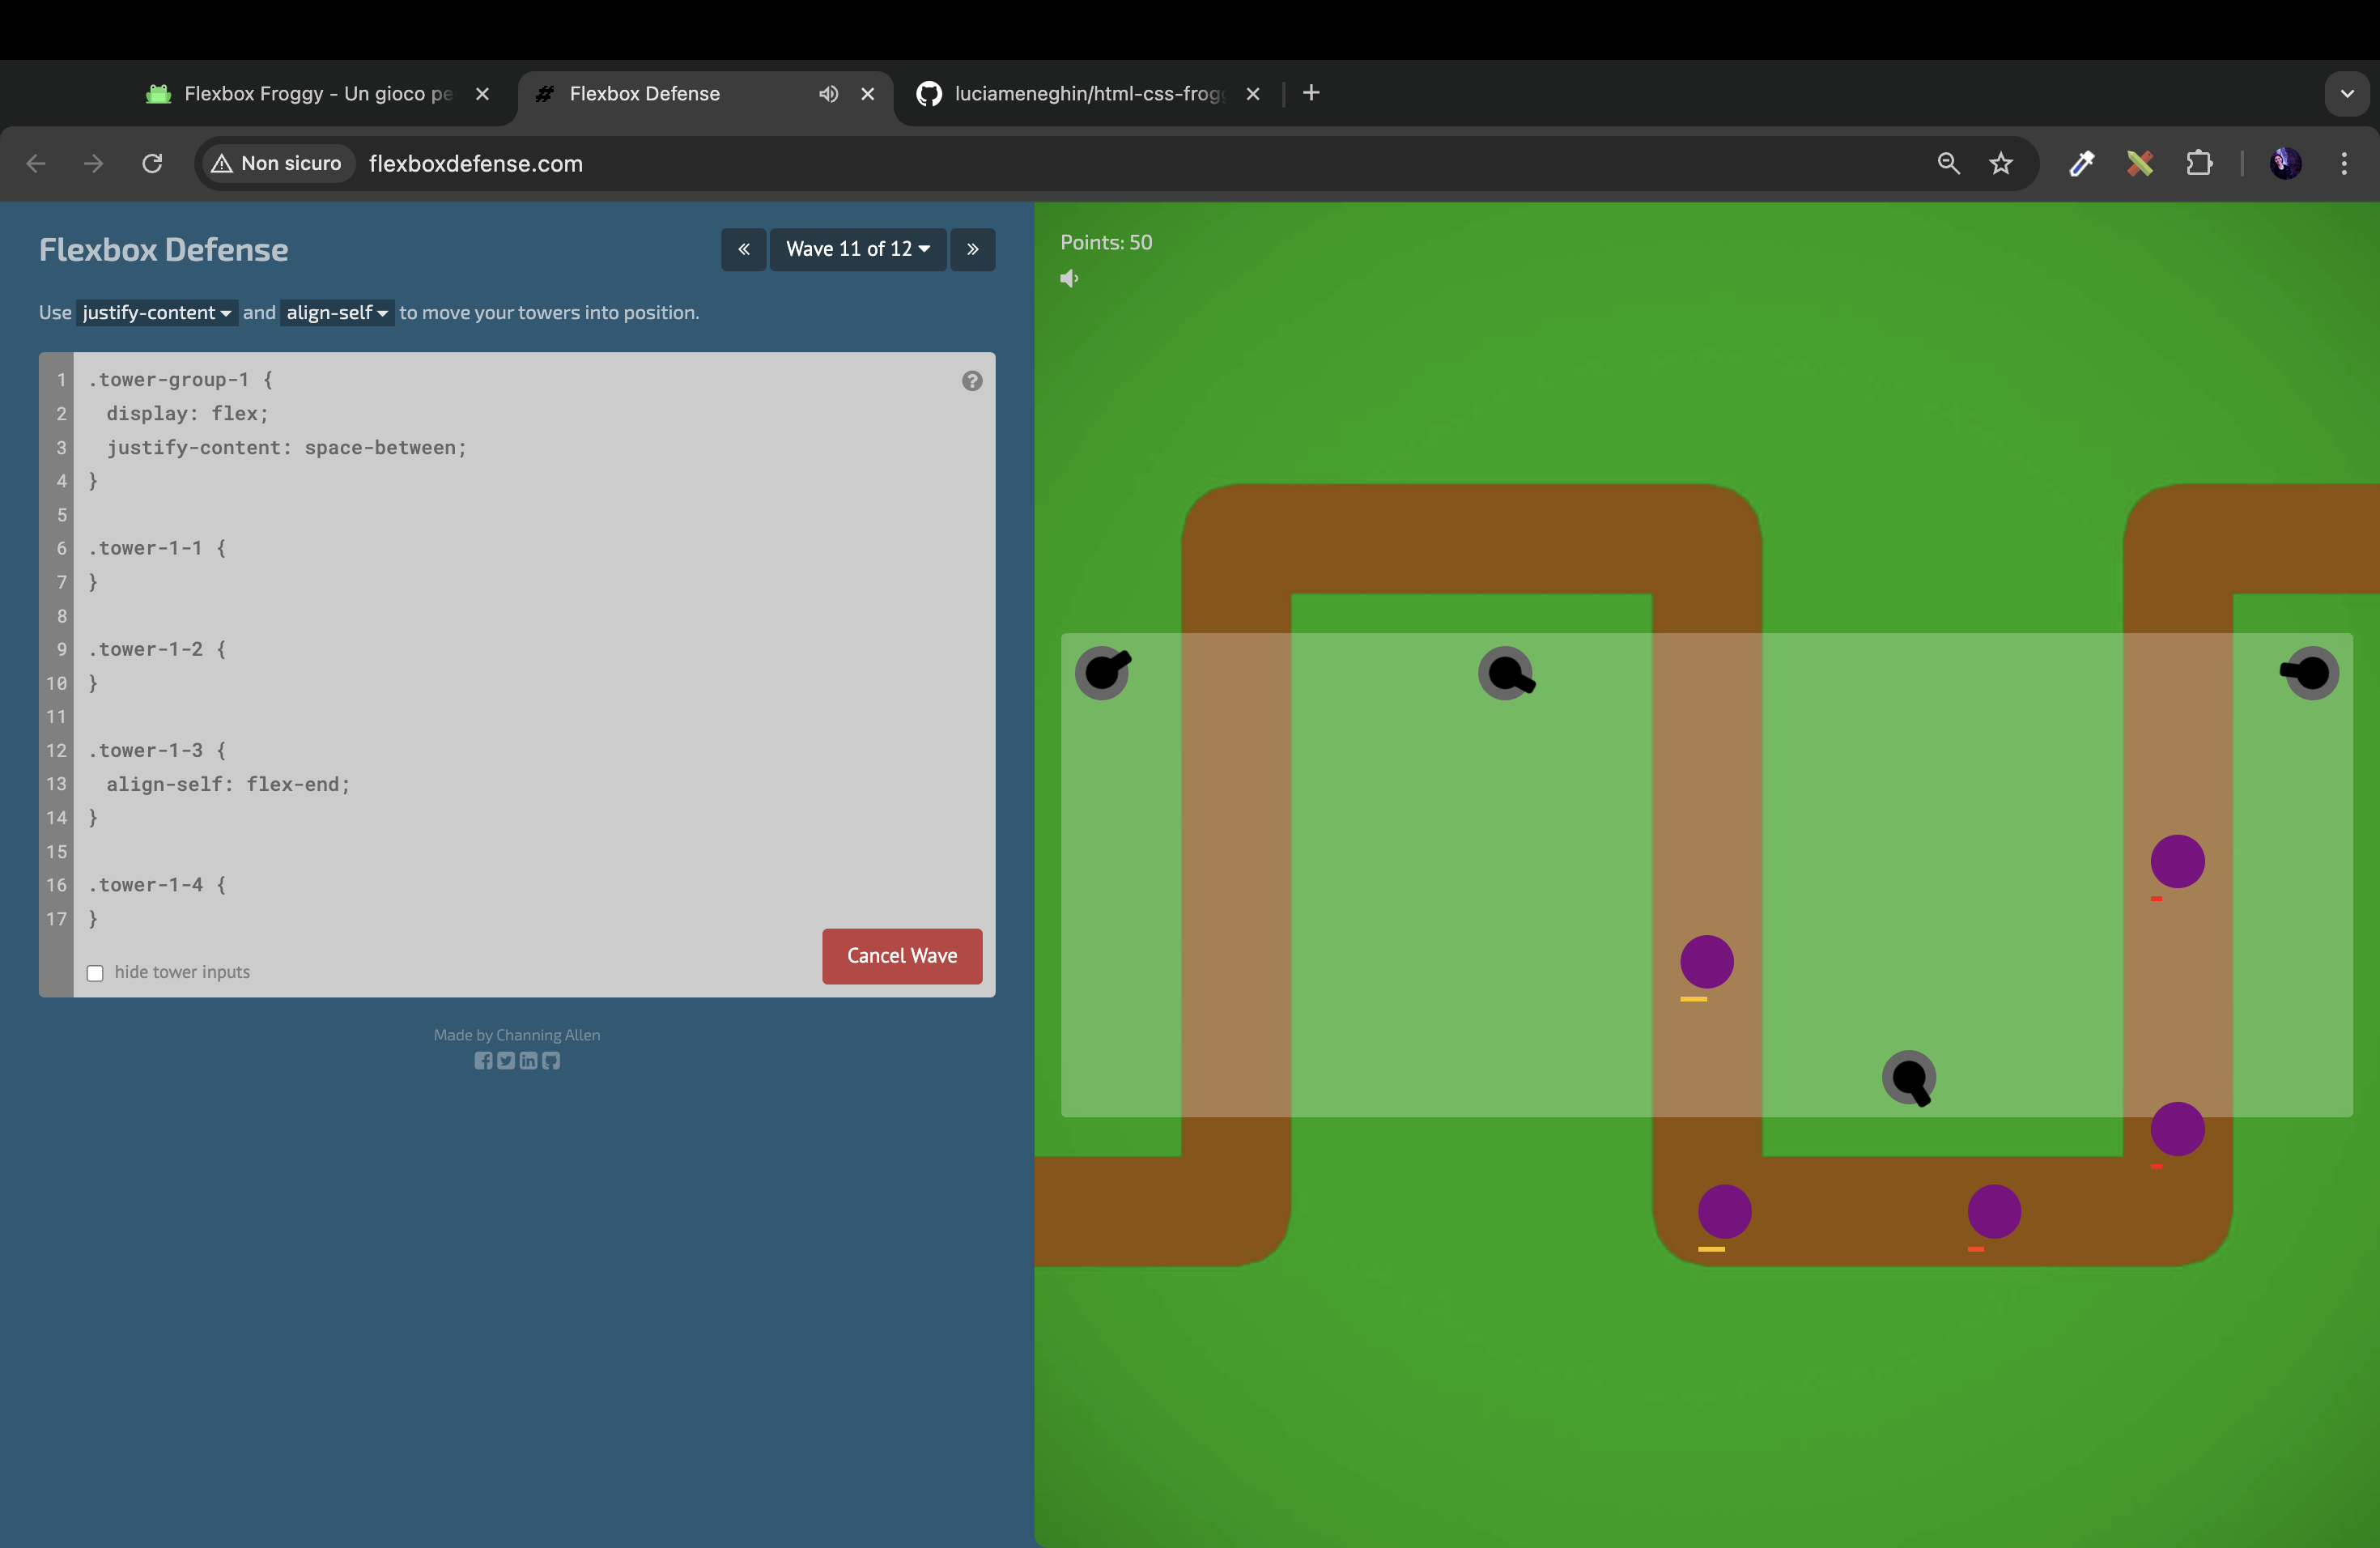 Flexbox Froggy - Un gioco pe
Flexbox Defense
luciameneghin/html-css-frog
Non sicuro
flexboxdefense.com
Flexbox Defense
Wave 11 of 12
Use justify-content and align-self to move your towers into position.
1 .tower-group-1 {
2 display: flex;
3 justify-content: space-between;
4 }
5
6 .tower-1-1 {
7 }
8
9 .tower-1-2 {
10 }
11
12 .tower-1-3 {
13 align-self: flex-end;
14 }
15
16 .tower-1-4 {
17 }
hide tower inputs
Cancel Wave
Made by Channing Allen
Points: 50